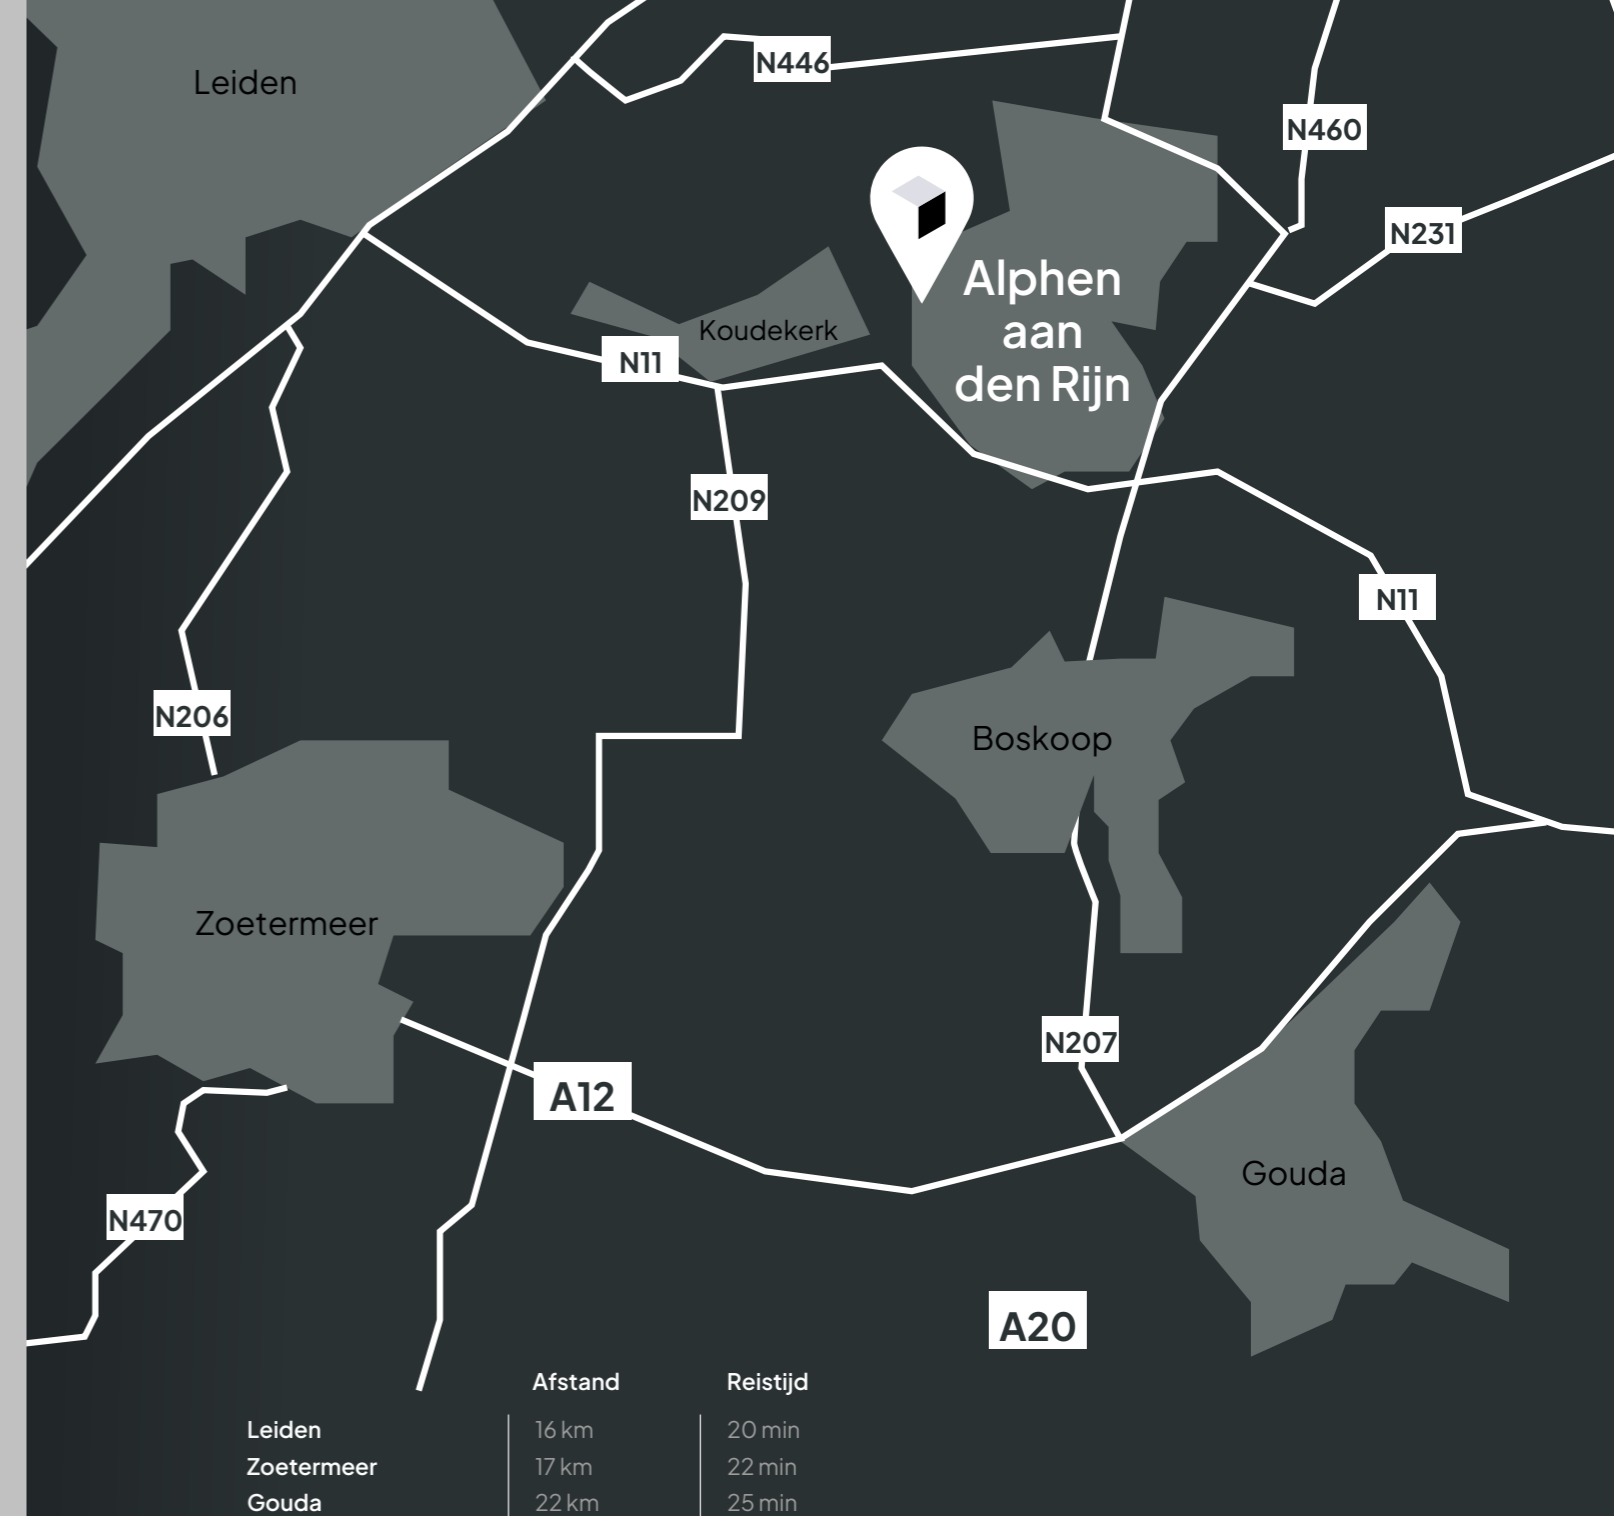 Leiden
N446
N460
N231
Alphen
aan
den Rijn
Koudekerk
N11
N209
N11
N206
Boskoop
Zoetermeer
N207
A12
Gouda
N470
A20
Afstand Reistijd
Leiden 16 km 20 min
Zoetermeer 17 km 22 min
Gouda 22 km 25 min